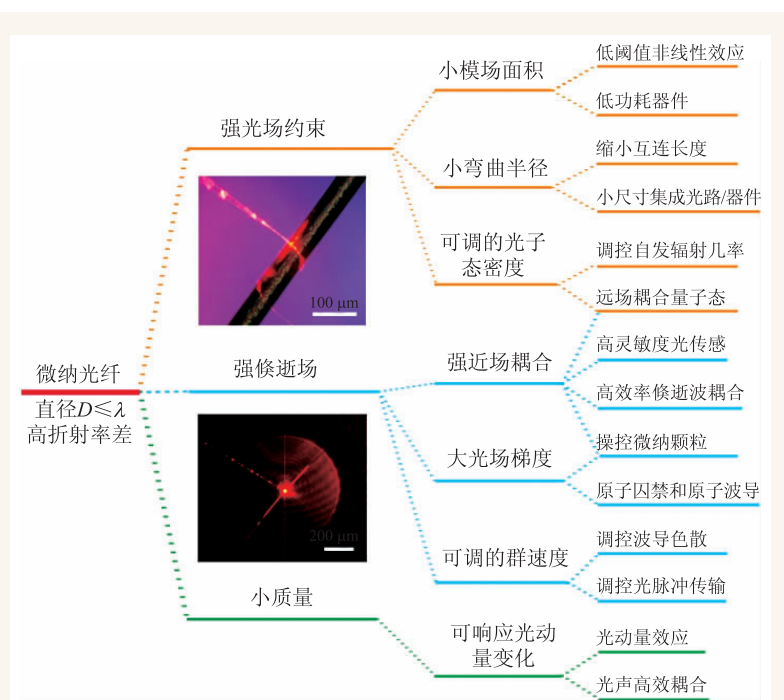 低阈值非线性效应
小模场面积
低功耗器件
强光场约束
缩小互连长度
小弯曲半径
小尺寸集成光路/器件
可调的光子
态密度
调控自发辐射几率
远场耦合量子态
100 μm
微纳光纤
直径D≤λ
高折射率差
强倏逝场
强近场耦合
高灵敏度光传感
高效率倏逝波耦合
操控微纳颗粒
大光场梯度
原子囚禁和原子波导
200 μm
调控波导色散
可调的群速度
调控光脉冲传输
小质量
可响应光动
量变化
光动量效应
光声高效耦合